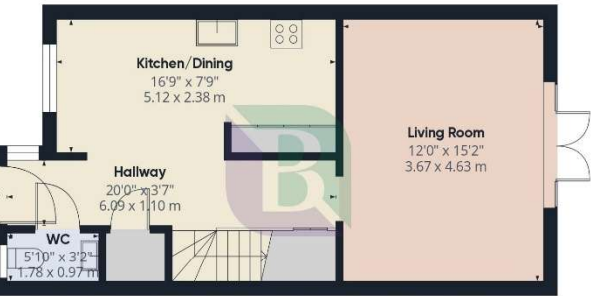 Kitchen/Dining
16'9" x 7'9"
5.12 x 2.38 m
Living Room
12'0" x 15'2"
3.67 x 4.63 m
Hallway
20'0" x 3'7"
6.09 x 1.10 m
WC
5'10" x 3'2"
1.78 x 0.97 m
B